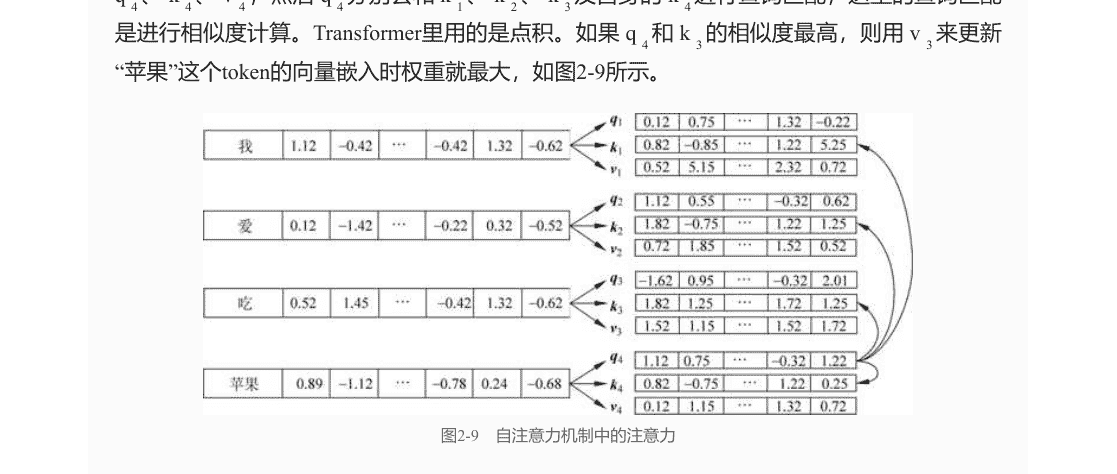 是进行相似度计算。Transformer里用的是点积。如果 q 4 和 k 3 的相似度最高，则用 v 3 来更新
“苹果”这个token的向量嵌入时权重就最大，如图2-9所示。
q1 0.12 0.75 ··· 1.32 −0.22
我 1.12 −0.42 ··· −0.42 1.32 −0.62 k1 0.82 −0.85 ··· 1.22 5.25
v1 0.52 5.15 ··· 2.32 0.72
q2 1.12 0.55 ··· −0.32 0.62
爱 0.12 −1.42 ··· −0.22 0.32 −0.52 k2 1.82 −0.75 ··· 1.22 1.25
v2 0.72 1.85 ··· 1.52 0.52
q3 −1.62 0.95 ··· −0.32 2.01
吃 0.52 1.45 ··· −0.42 1.32 −0.62 k3 1.82 1.25 ··· 1.72 1.25
v3 1.52 1.15 ··· 1.52 1.72
q4 1.12 0.75 ··· −0.32 1.22
苹果 0.89 −1.12 ··· −0.78 0.24 −0.68 k4 0.82 −0.75 ··· 1.22 0.25
v4 0.12 1.15 ··· 1.32 0.72
图2-9 自注意力机制中的注意力